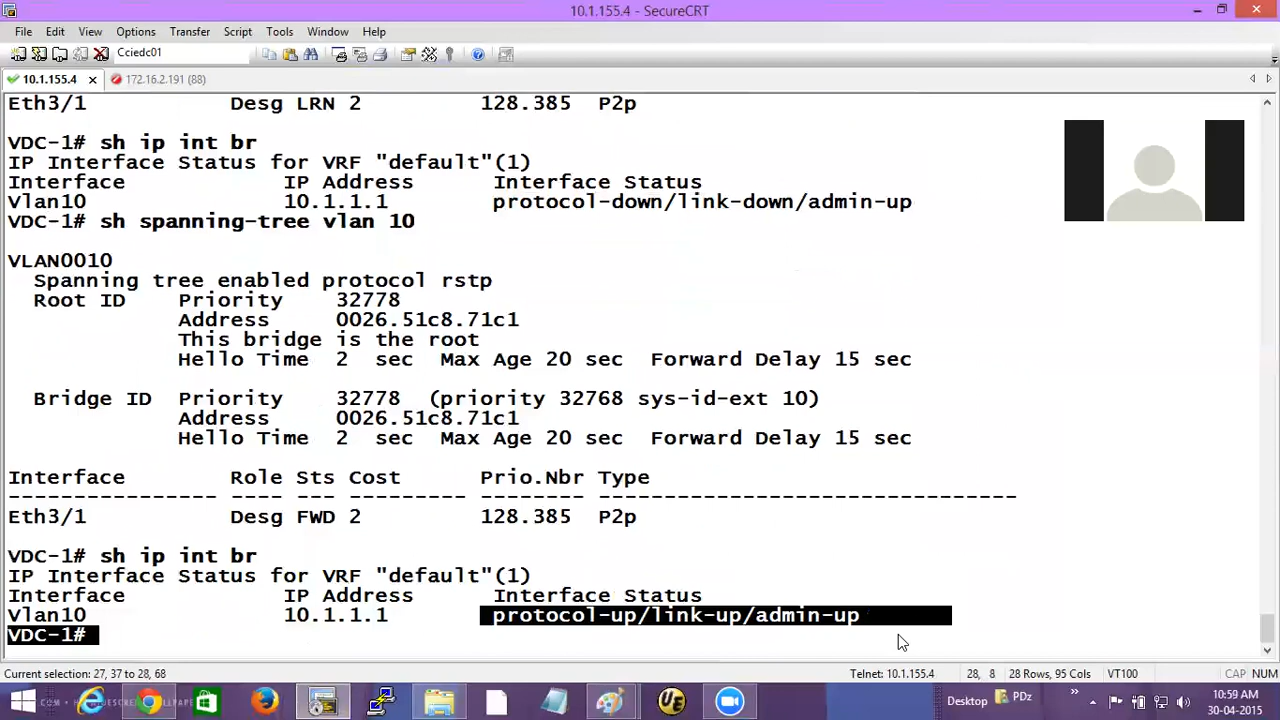 10.1.155.4 - SecureCRT
File Edit View Options Transfer Script Tools Window Help
Cciedc01
10.1.155.4 172.16.2.191 (88)
Eth3/1 Desg LRN 2 128.385 P2p
VDC-1# sh ip int br
IP Interface Status for VRF "default"(1)
Interface IP Address Interface Status
Vlan10 10.1.1.1 protocol-down/link-down/admin-up
VDC-1# sh spanning-tree vlan 10
VLAN0010
Spanning tree enabled protocol rstp
Root ID Priority 32778
Address 0026.51c8.71c1
This bridge is the root
Hello Time 2 sec Max Age 20 sec Forward Delay 15 sec
Bridge ID Priority 32778 (priority 32768 sys-id-ext 10)
Address 0026.51c8.71c1
Hello Time 2 sec Max Age 20 sec Forward Delay 15 sec
Interface Role Sts Cost Prio.Nbr Type
---------------- ---- --- --------- -------- --------------------------------
Eth3/1 Desg FWD 2 128.385 P2p
VDC-1# sh ip int br
IP Interface Status for VRF "default"(1)
Interface IP Address Interface Status
Vlan10 10.1.1.1 protocol-up/link-up/admin-up
VDC-1#
Current selection: 27, 37 to 28, 68 Telnet: 10.1.155.4 28, 8 28 Rows, 95 Cols VT100 CAP NUM
Desktop PDz
10:59 AM
30-04-2015